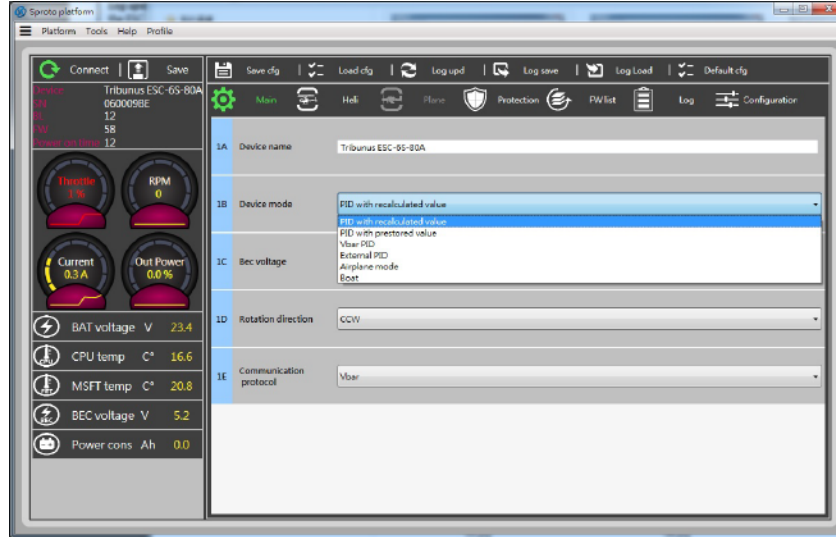 Sproto platform
Platform Tools Help Profile
Connect | Save
Save cfg | Load cfg | Log upd | Log save | Log Load | Default cfg
Main Heli Plane Protection FW list Log Configuration
Device Tribunus ESC-6S-80A
SN 0600098E
12
FW 58
Power on time 12
Throttle
1 %
RPM
0
Current
0.3 A
Out Power
0.0 %
BAT voltage V 23.4
CPU temp C° 16.6
MSFT temp C° 20.8
BEC voltage V 5.2
Power cons Ah 0.0
1A Device name Tribunus ESC-6S-80A
1B Device mode PID with recalculated value
PID with recalculated value
PID with prestored value
Vbar PID
External PID
Airplane mode
Boat
1C Bec voltage
1D Rotation direction CCW
1E Communication protocol Vbar